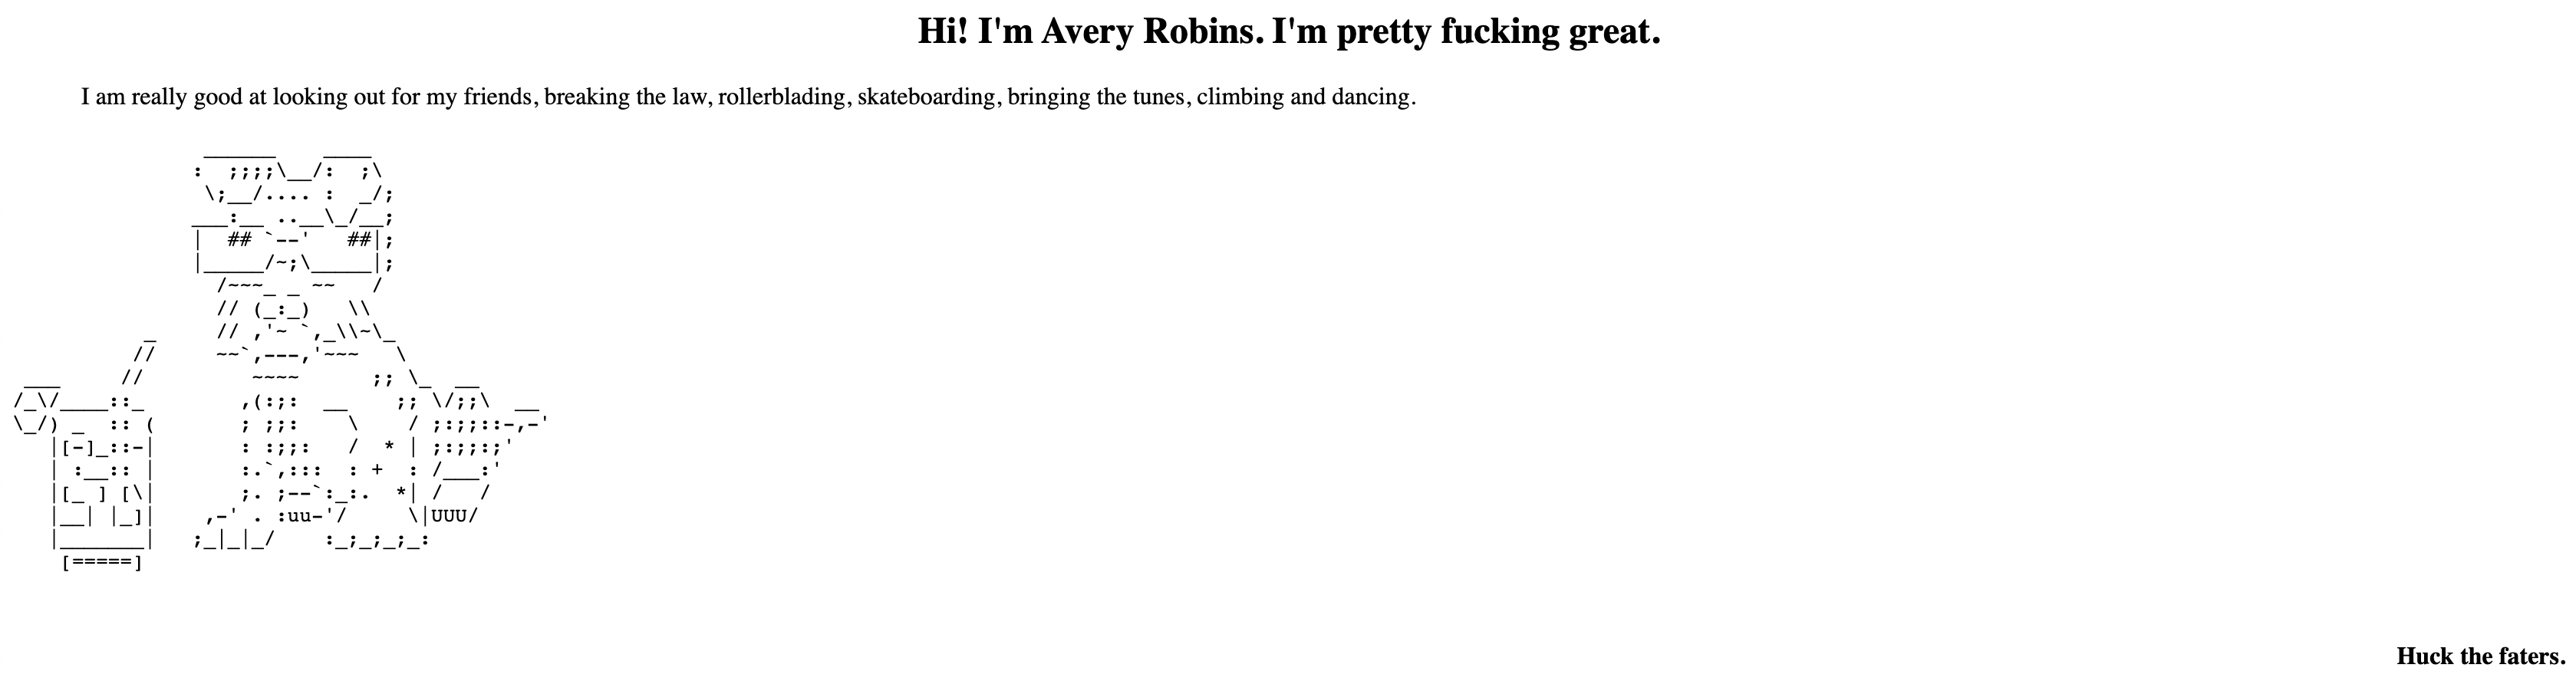 Hi! I'm Avery Robins. I'm pretty fucking great.
I am really good at looking out for my friends, breaking the law, rollerblading, skateboarding, bringing the tunes, climbing and dancing.
Huck the faters.